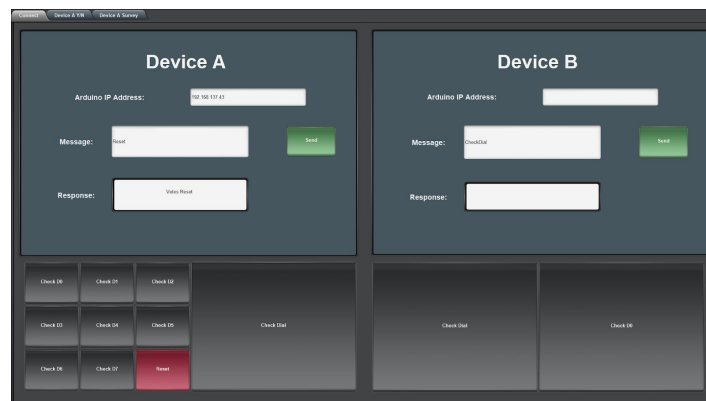 Connect Device A Y/N Device A Survey
Device A
Arduino IP Address: 192.168.137.43
Message: Reset Send
Response: Votes Reset
Device B
Arduino IP Address:
Message: CheckDial Send
Response:
Check D0 Check D1 Check D2
Check D3 Check D4 Check D5
Check D6 Check D7 Reset
Check Dial
Check Dial
Check D0